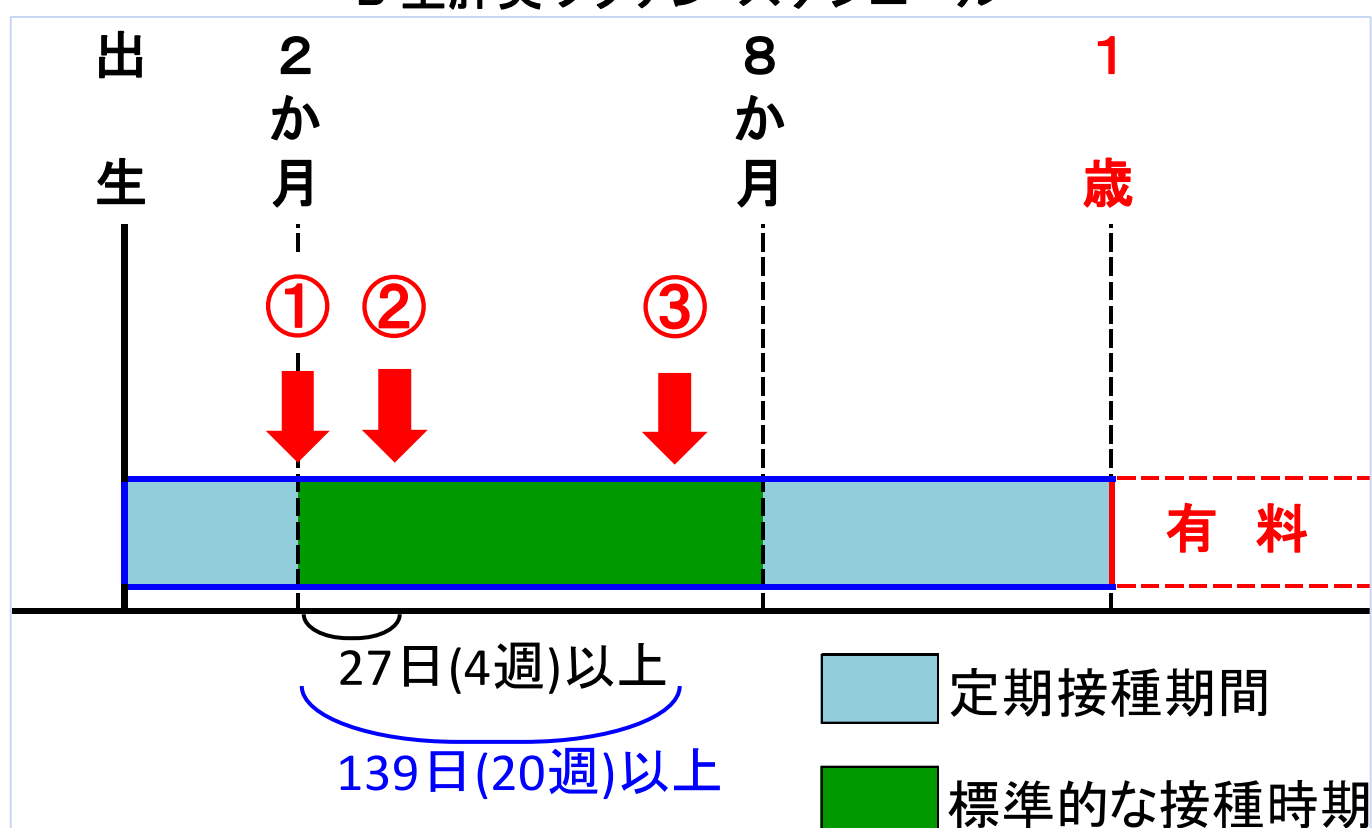 出生
2か月
8か月
1歳
①
②
③
有料
27日(4週)以上
139日(20週)以上
定期接種期間
標準的な接種時期